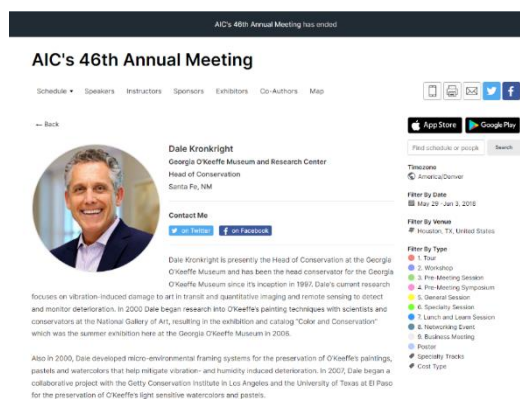 AIC's 46th Annual Meeting has ended
AIC's 46th Annual Meeting
Schedule Speakers Instructors Sponsors Exhibitors Co-Authors Map
← Back
Dale Kronkright
Georgia O'Keeffe Museum and Research Center
Head of Conservation
Santa Fe, NM
Contact Me
on Twitter on Facebook
Dale Kronkright is presently the Head of Conservation at the Georgia
O'Keeffe Museum and has been the head conservator for the Georgia
O'Keeffe Museum since it's inception in 1997. Dale's current research
focuses on vibration-induced damage to art in transit and quantitative imaging and remote sensing to detect
and monitor deterioration. In 2000 Dale began research into O'Keeffe's painting techniques with scientists and
conservators at the National Gallery of Art, resulting in the exhibition and catalog "Color and Conservation"
which was the summer exhibition here at the Georgia O'Keeffe Museum in 2006.
Also in 2000, Dale developed micro-environmental framing systems for the preservation of O'Keeffe's paintings,
pastels and watercolors that help mitigate vibration- and humidity induced deterioration. In 2007, Dale began a
collaborative project with the Getty Conservation Institute in Los Angeles and the University of Texas at El Paso
for the preservation of O'Keeffe's light sensitive watercolors and pastels.
App Store Google Play
Find schedule or people Search
Timezone
America/Denver
Filter By Date
May 29 - Jun 3, 2018
Filter By Venue
Houston, TX, United States
Filter By Type
1. Tour
2. Workshop
3. Pre-Meeting Session
4. Pre-Meeting Symposium
5. General Session
6. Specialty Session
7. Lunch and Learn Session
8. Networking Event
9. Business Meeting
Poster
Specialty Tracks
Cost Type